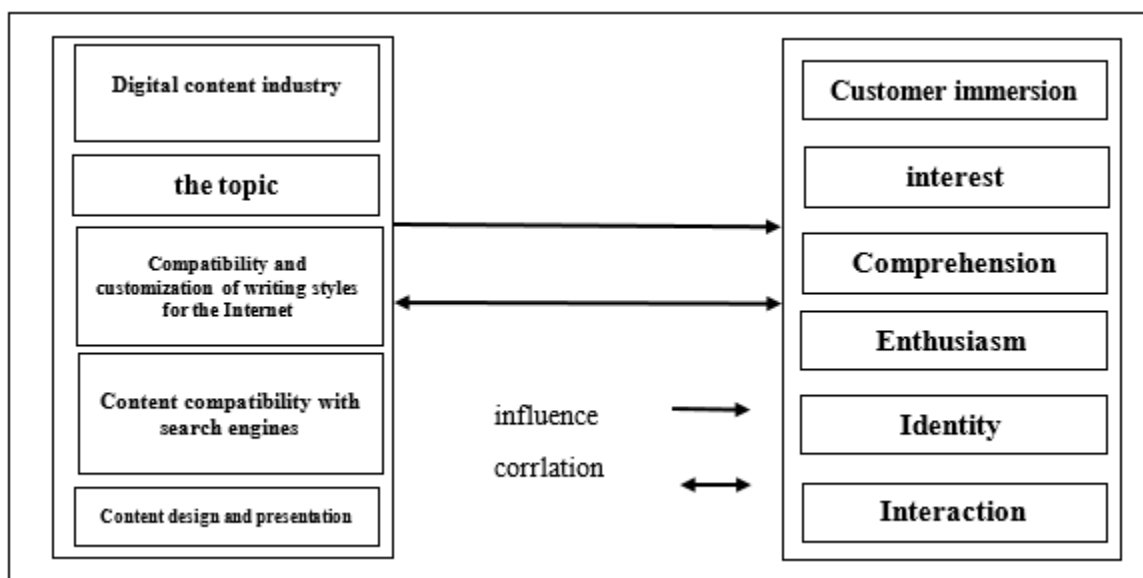 Digital content industry
the topic
Compatibility and
customization of writing styles
for the Internet
Content compatibility with
search engines
Content design and presentation
influence
corrlation
Customer immersion
interest
Comprehension
Enthusiasm
Identity
Interaction